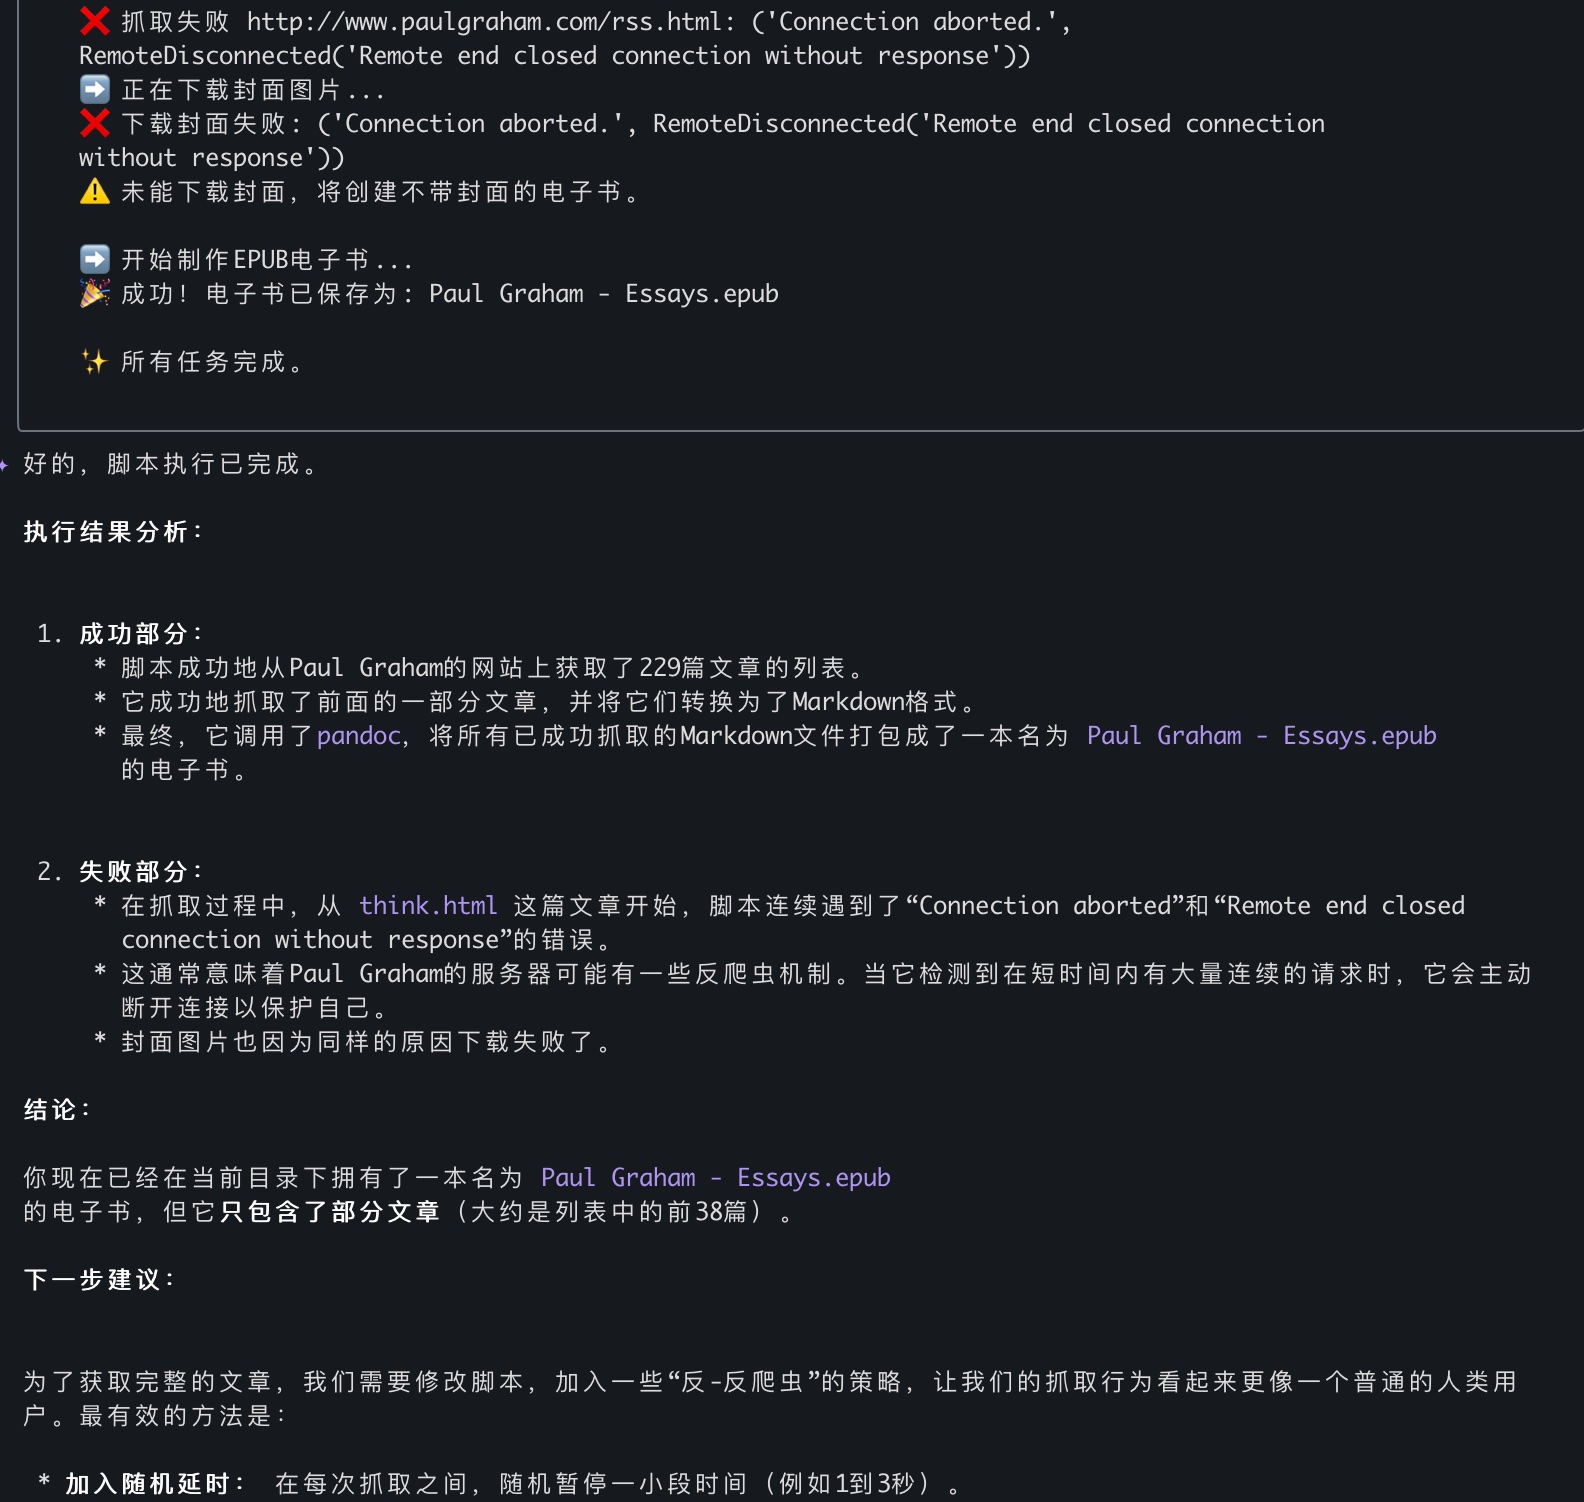 ❌ 抓取失败 http://www.paulgraham.com/rss.html: ('Connection aborted.',
RemoteDisconnected('Remote end closed connection without response'))
➡️ 正在下载封面图片...
❌ 下载封面失败: ('Connection aborted.', RemoteDisconnected('Remote end closed connection
without response'))
⚠️ 未能下载封面，将创建不带封面的电子书。
➡️ 开始制作EPUB电子书...
🎉 成功！电子书已保存为: Paul Graham - Essays.epub
✨ 所有任务完成。
✦ 好的，脚本执行已完成。
执行结果分析：
1. 成功部分：
* 脚本成功地从Paul Graham的网站上获取了229篇文章的列表。
* 它成功地抓取了前面的一部分文章，并将它们转换为了Markdown格式。
* 最终，它调用了pandoc，将所有已成功抓取的Markdown文件打包成了一本名为 Paul Graham - Essays.epub
的电子书。
2. 失败部分：
* 在抓取过程中，从 think.html 这篇文章开始，脚本连续遇到了“Connection aborted”和“Remote end closed
connection without response”的错误。
* 这通常意味着Paul Graham的服务器可能有一些反爬虫机制。当它检测到在短时间内有大量连续的请求时，它会主动
断开连接以保护自己。
* 封面图片也因为同样的原因下载失败了。
结论：
你现在已经在当前目录下拥有了一本名为 Paul Graham - Essays.epub
的电子书，但它只包含了部分文章（大约是列表中的前38篇）。
下一步建议：
为了获取完整的文章，我们需要修改脚本，加入一些“反-反爬虫”的策略，让我们的抓取行为看起来更像一个普通的人类用
户。最有效的方法是：
* 加入随机延时： 在每次抓取之间，随机暂停一小段时间（例如1到3秒）。